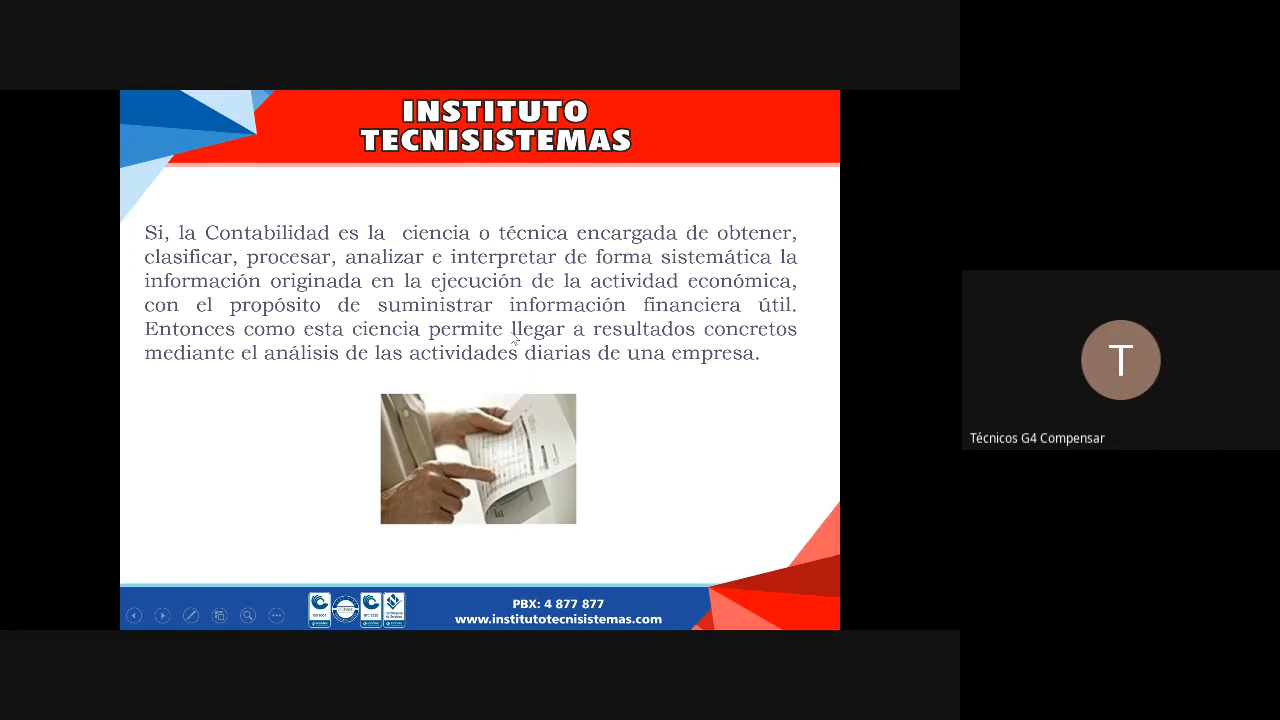 INSTITUTO
TECNISISTEMAS
Si, la Contabilidad es la ciencia o técnica encargada de obtener,
clasificar, procesar, analizar e interpretar de forma sistemática la
información originada en la ejecución de la actividad económica,
con el propósito de suministrar información financiera útil.
Entonces como esta ciencia permite llegar a resultados concretos
mediante el análisis de las actividades diarias de una empresa.
T
Técnicos G4 Compensar
PBX: 4 877 877
www.institutotecnisistemas.com